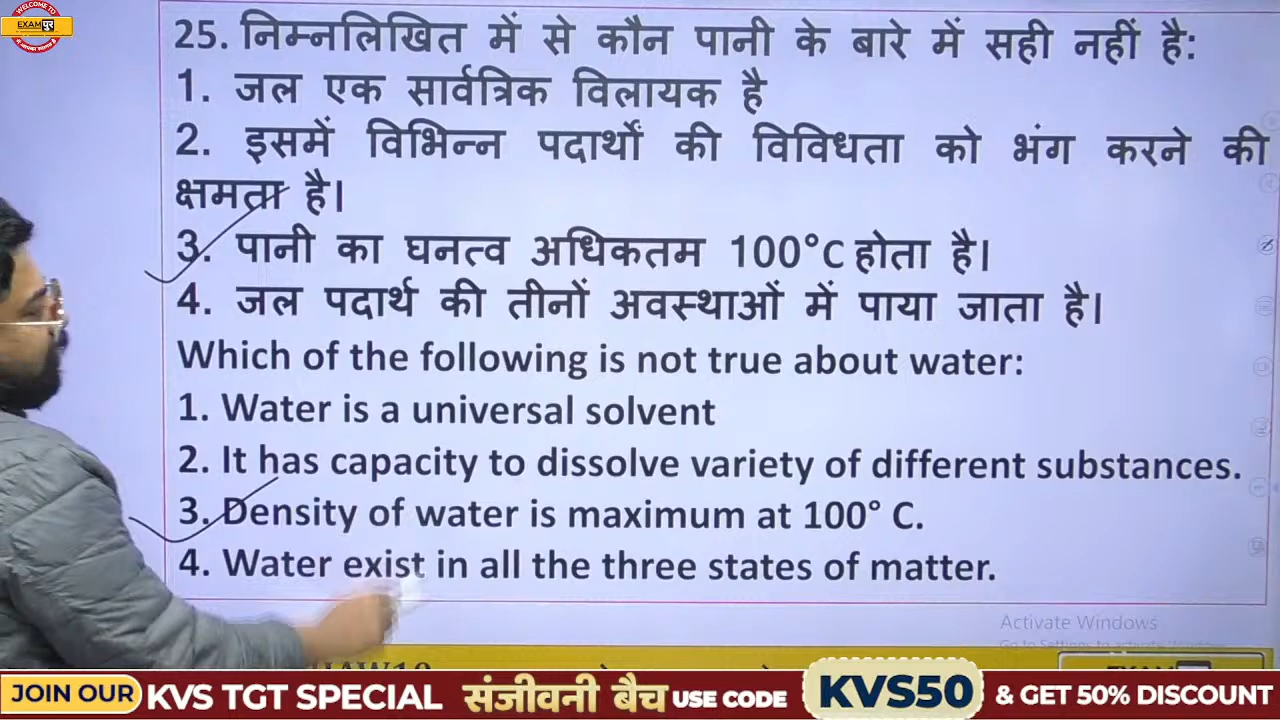 WELCOME TO
EXAMपुर
25. निम्नलिखित में से कौन पानी के बारे में सही नहीं है:
1. जल एक सार्वत्रिक विलायक है
2. इसमें विभिन्न पदार्थों की विविधता को भंग करने की
क्षमता है।
3. पानी का घनत्व अधिकतम 100°C होता है।
4. जल पदार्थ की तीनों अवस्थाओं में पाया जाता है।
Which of the following is not true about water:
1. Water is a universal solvent
2. It has capacity to dissolve variety of different substances.
3. Density of water is maximum at 100° C.
4. Water exist in all the three states of matter.
Activate Windows
JOIN OUR KVS TGT SPECIAL संजीवनी बैच USE CODE KVS50 & GET 50% DISCOUNT